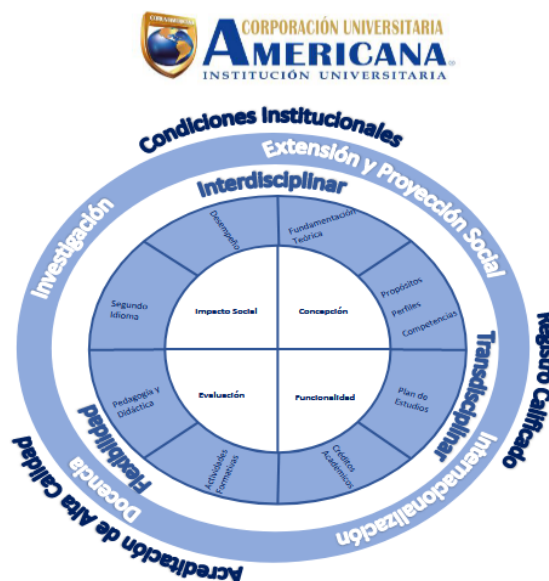 CORPORACIÓN UNIVERSITARIA
AMERICANA
INSTITUCIÓN UNIVERSITARIA
Condiciones Institucionales
Extensión y Proyección Social
Investigación
Interdisciplinar
Desempeño
Fundamentación
Teórica
Segundo
Idioma
Impacto Social
Concepción
Propósitos
Perfiles
Competencias
Registro Calificado
Transdisciplinar
Evaluación
Funcionalidad
Pedagogía y
Didáctica
Plan de
Estudios
Flexibilidad
Actividades
Formativas
Créditos
Académicos
Docencia
Internacionalización
Acreditación de Alta Calidad